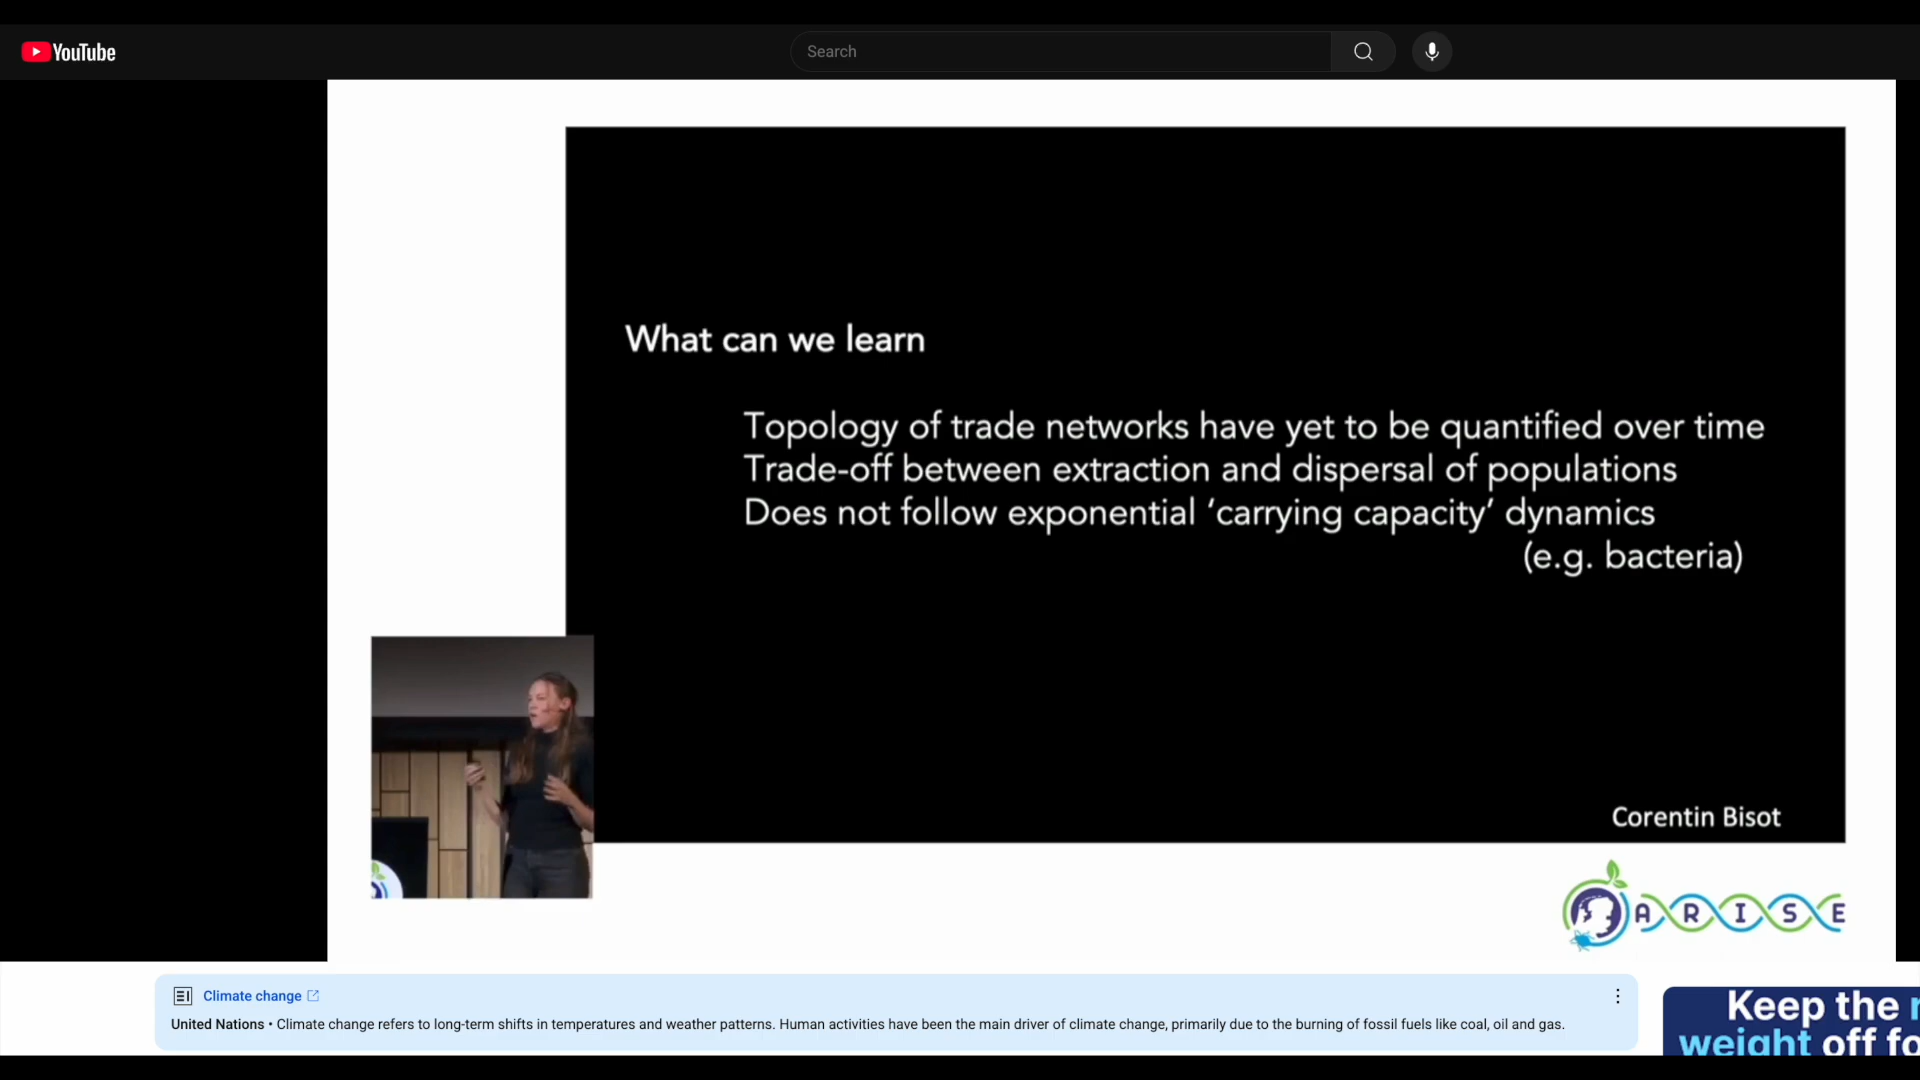 YouTube
Search
What can we learn
Topology of trade networks have yet to be quantified over time
Trade-off between extraction and dispersal of populations
Does not follow exponential ‘carrying capacity’ dynamics
(e.g. bacteria)
Corentin Bisot
ARISE
Climate change
United Nations • Climate change refers to long-term shifts in temperatures and weather patterns. Human activities have been the main driver of climate change, primarily due to the burning of fossil fuels like coal, oil and gas.
Keep the
weight off fo